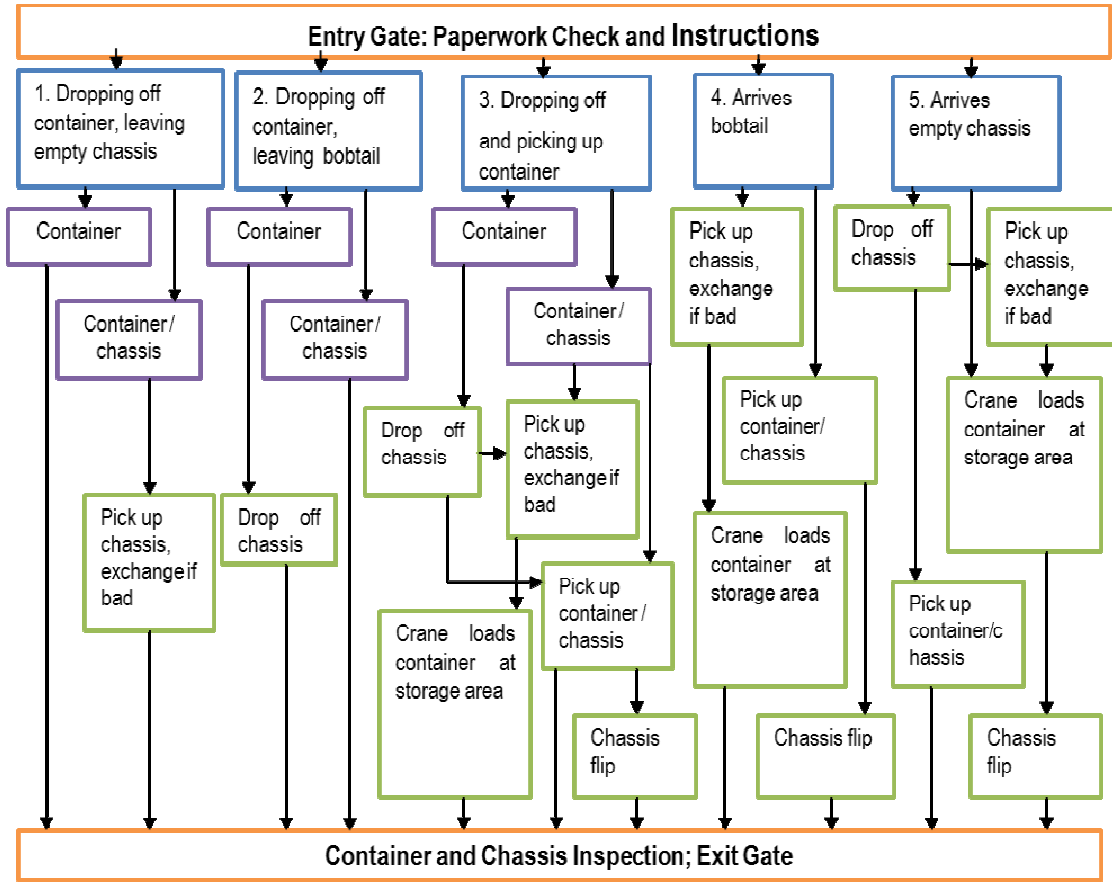 Entry Gate: Paperwork Check and Instructions
1. Dropping off
container, leaving
empty chassis
2. Dropping off
container,
leaving bobtail
3. Dropping off
and picking up
container
4. Arrives
bobtail
5. Arrives
empty chassis
Container
Container/
chassis
Pick up
chassis,
exchange if
bad
Container
Container/
chassis
Drop off
chassis
Container
Container/
chassis
Drop off
chassis
Pick up
chassis,
exchange if
bad
Pick up
container /
chassis
Crane loads
container at
storage area
Chassis
flip
Pick up
chassis,
exchange
if bad
Pick up
container/
chassis
Crane loads
container at
storage area
Chassis flip
Drop off
chassis
Pick up
chassis,
exchange
if bad
Crane loads
container at
storage area
Pick up
container/c
hassis
Chassis
flip
Container and Chassis Inspection; Exit Gate